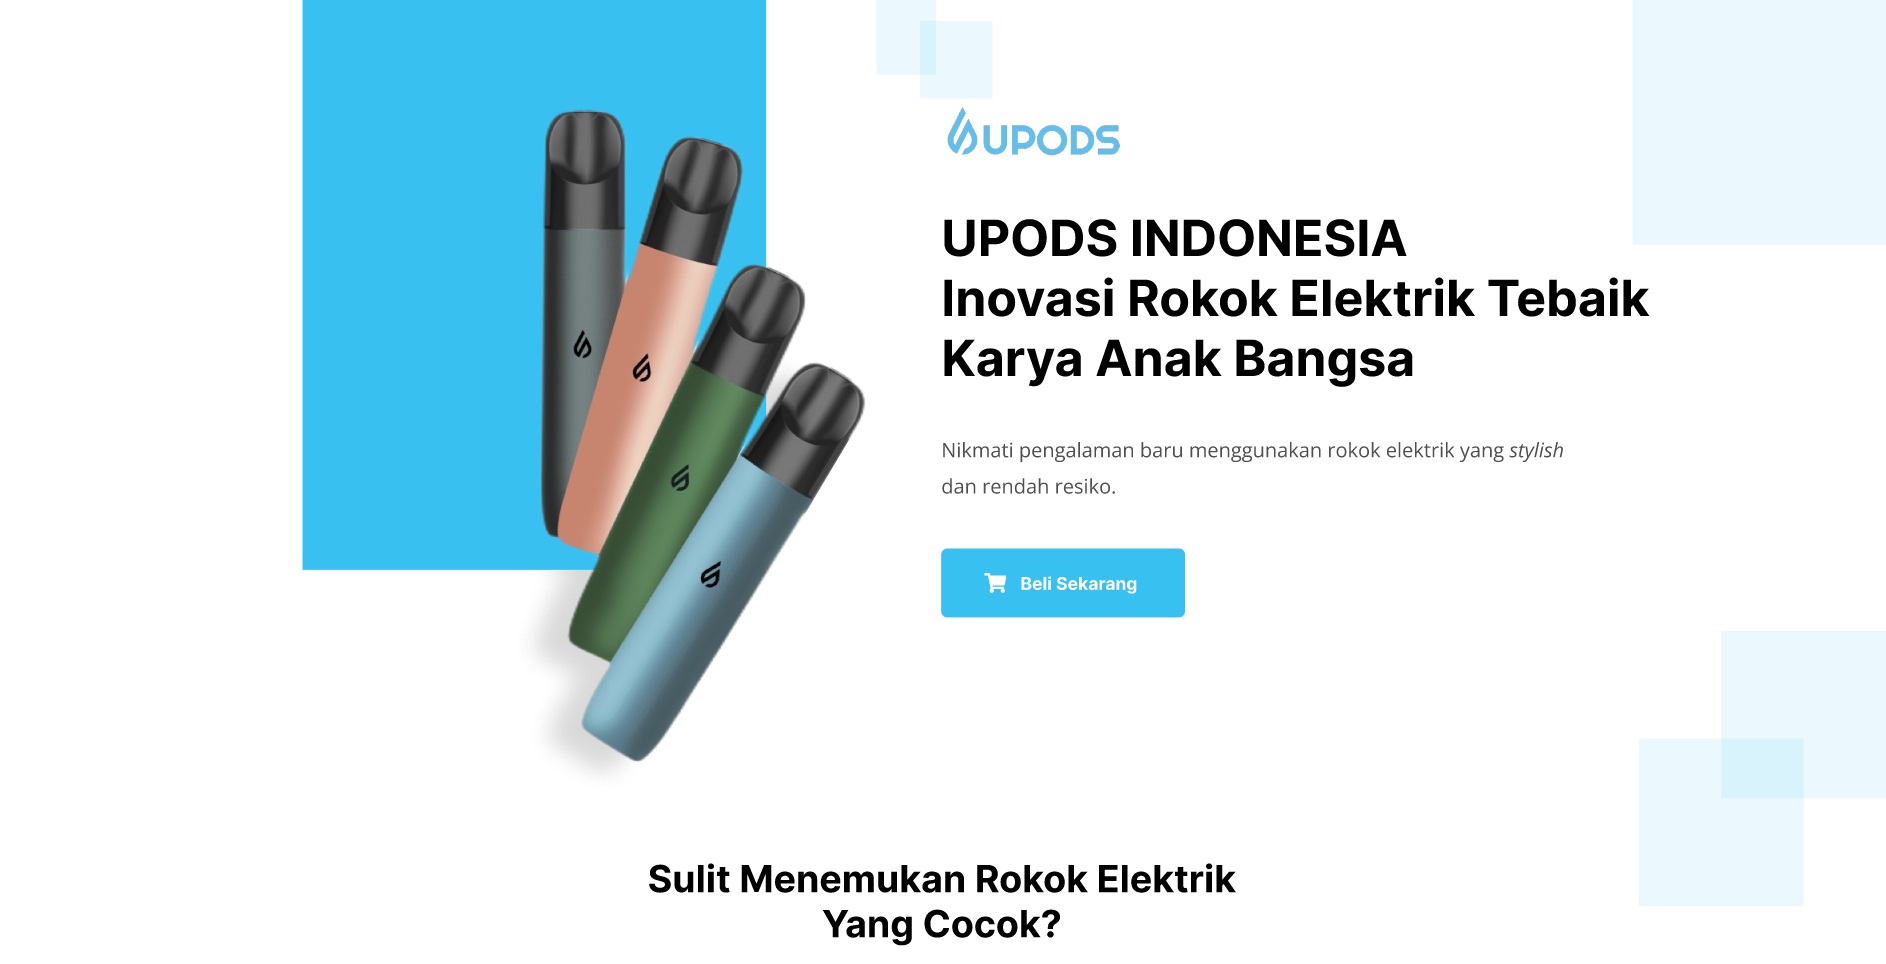 UPODS
UPODS INDONESIA
Inovasi Rokok Elektrik Tebaik
Karya Anak Bangsa
Nikmati pengalaman baru menggunakan rokok elektrik yang stylish
dan rendah resiko.
Beli Sekarang
Sulit Menemukan Rokok Elektrik
Yang Cocok?